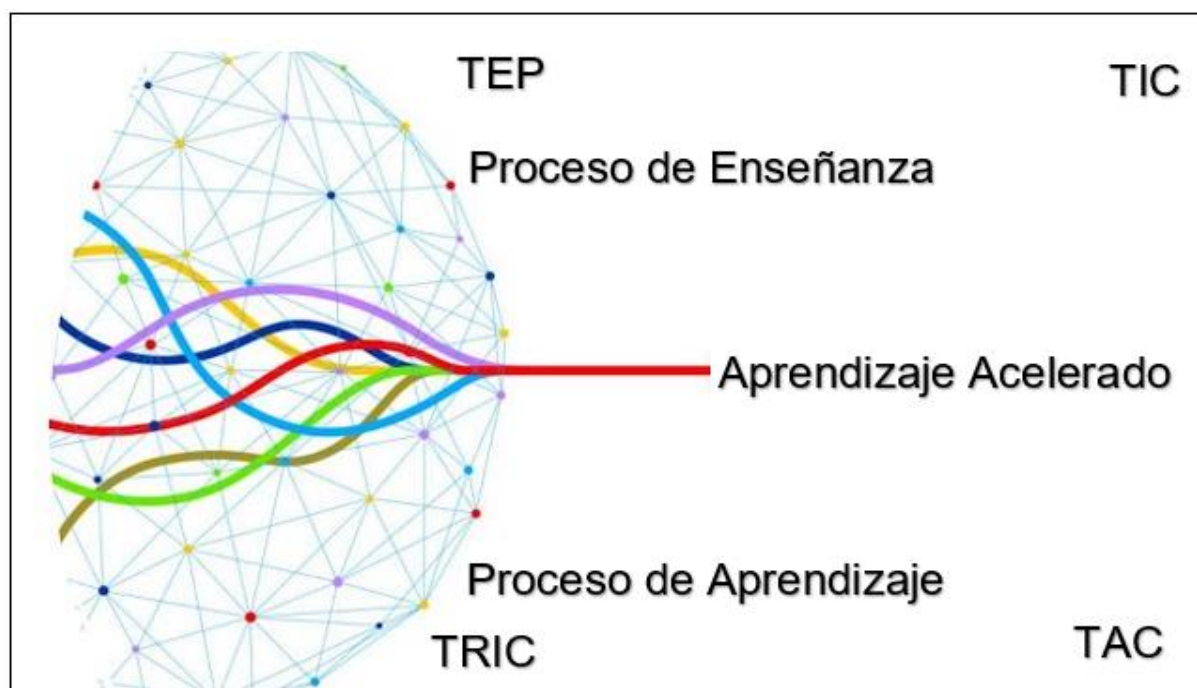 TEP
TIC
Proceso de Enseñanza
Aprendizaje Acelerado
Proceso de Aprendizaje
TRIC
TAC